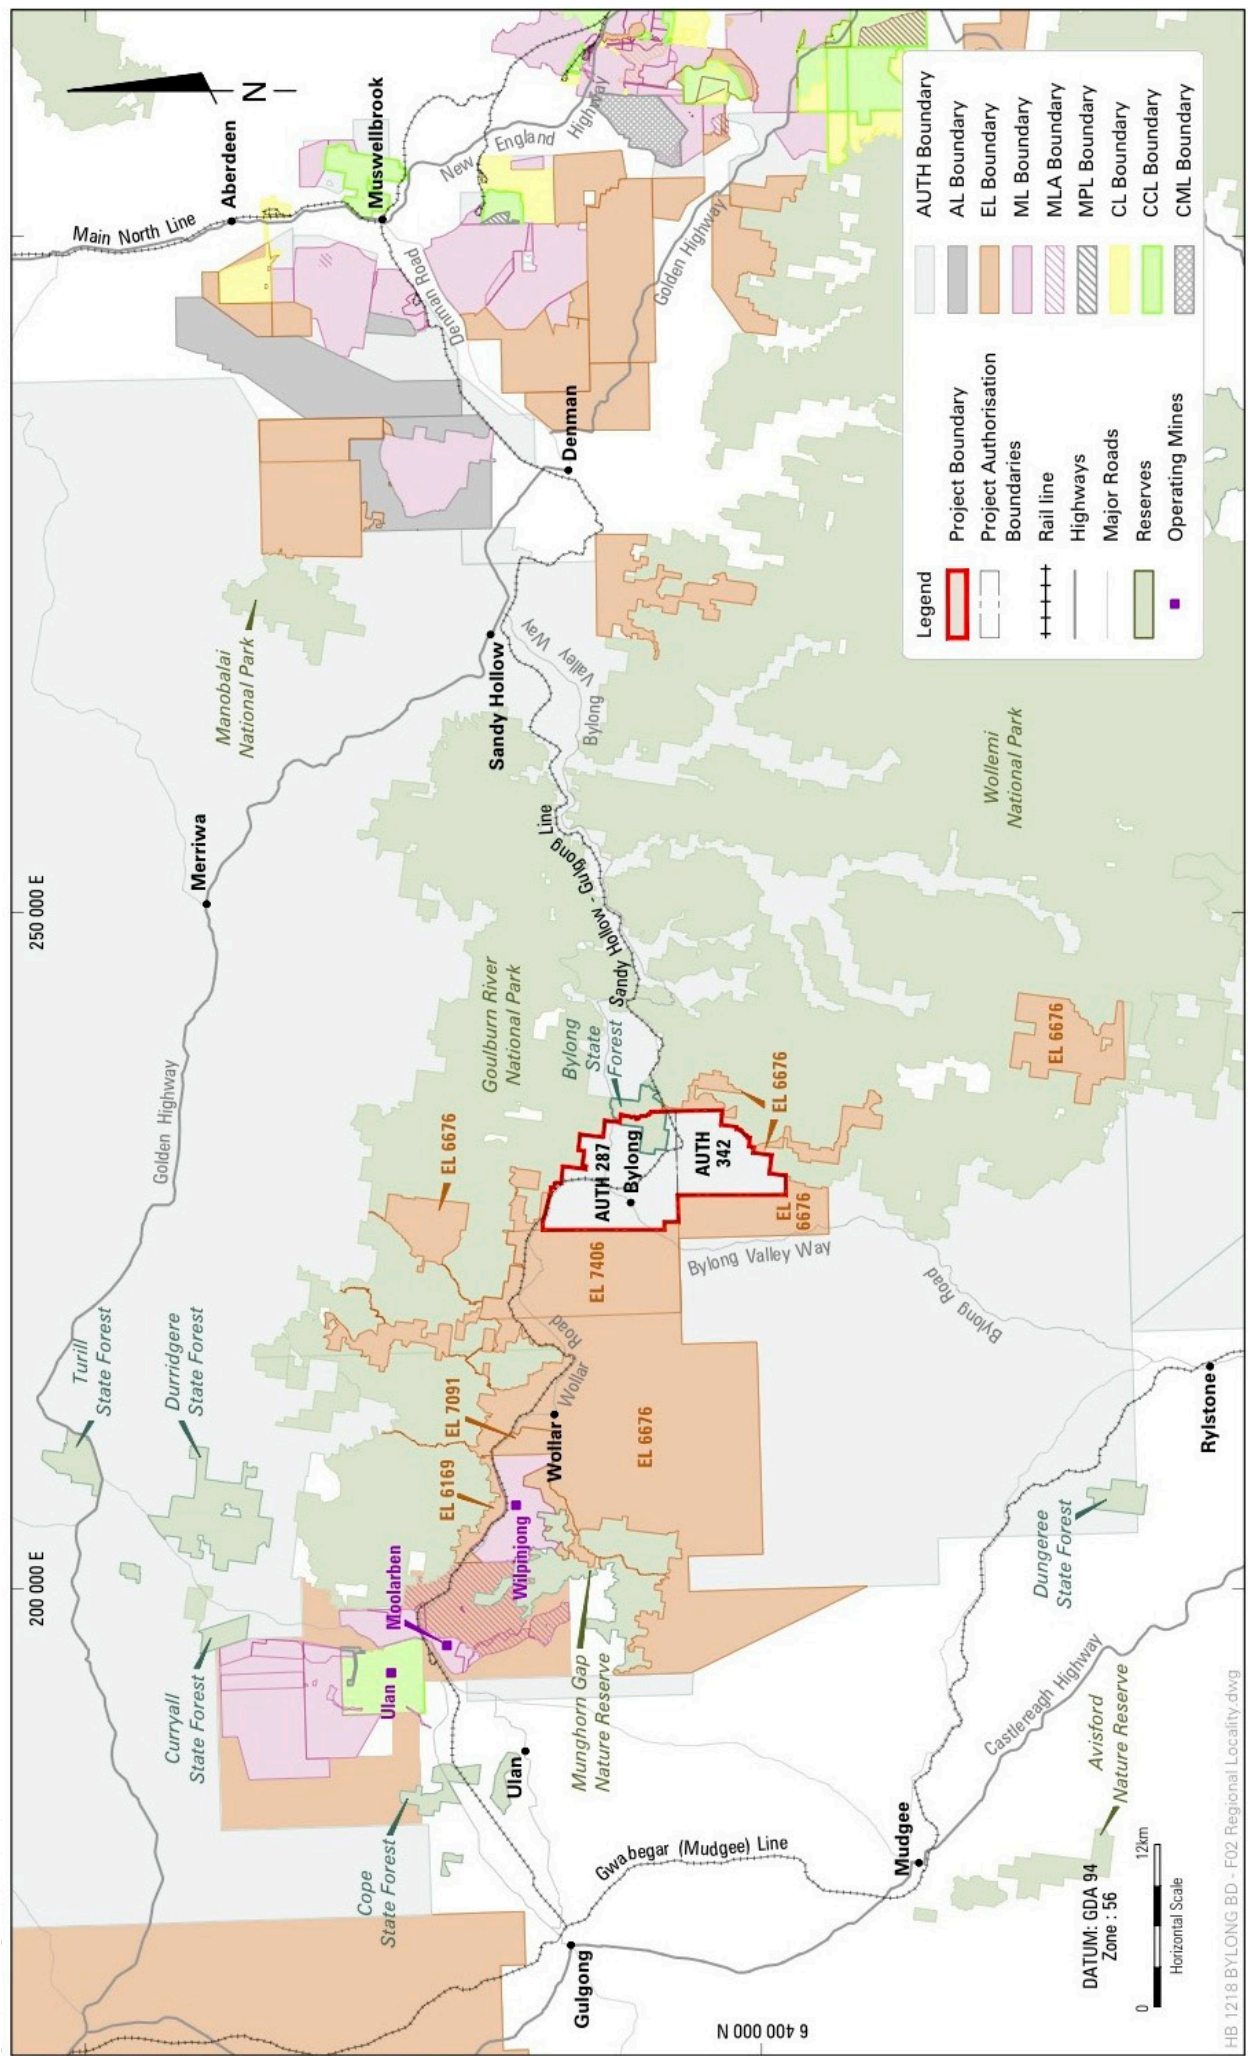 250 000 E
200 000 E
6 400 000 N
N
Main North Line
Aberdeen
Muswellbrook
New England Highway
Denman Road
Golden Highway
Denman
Manobalai
National Park
Sandy Hollow
Bylong Valley Way
Merriwa
Golden Highway
Sandy Hollow - Gulgong Line
Goulburn River
National Park
Wollemi
National Park
Bylong
State
Forest
EL 6676
EL 6676
EL 6676
AUTH 287
Bylong
AUTH
342
EL
6676
EL 7406
Bylong Valley Way
Bylong Road
Turill
State Forest
Durridgere
State Forest
EL 7091
EL 6169
Wollar Road
Wollar
EL 6676
Rylstone
Dungeree
State Forest
Moolarben
Wilpinjong
Ulan
Curryall
State Forest
Munghorn Gap
Nature Reserve
Castlereagh Highway
Avisford
Nature Reserve
Ulan
Cope
State Forest
Gwabegar (Mudgee) Line
Mudgee
Gulgong
DATUM: GDA 94
Zone : 56
0 12km
Horizontal Scale
Legend
Project Boundary
Project Authorisation
Boundaries
Rail line
Highways
Major Roads
Reserves
Operating Mines
AUTH Boundary
AL Boundary
EL Boundary
ML Boundary
MLA Boundary
MPL Boundary
CL Boundary
CCL Boundary
CML Boundary
HB 1218 BYLONG BD - F02 Regional Locality.dwg